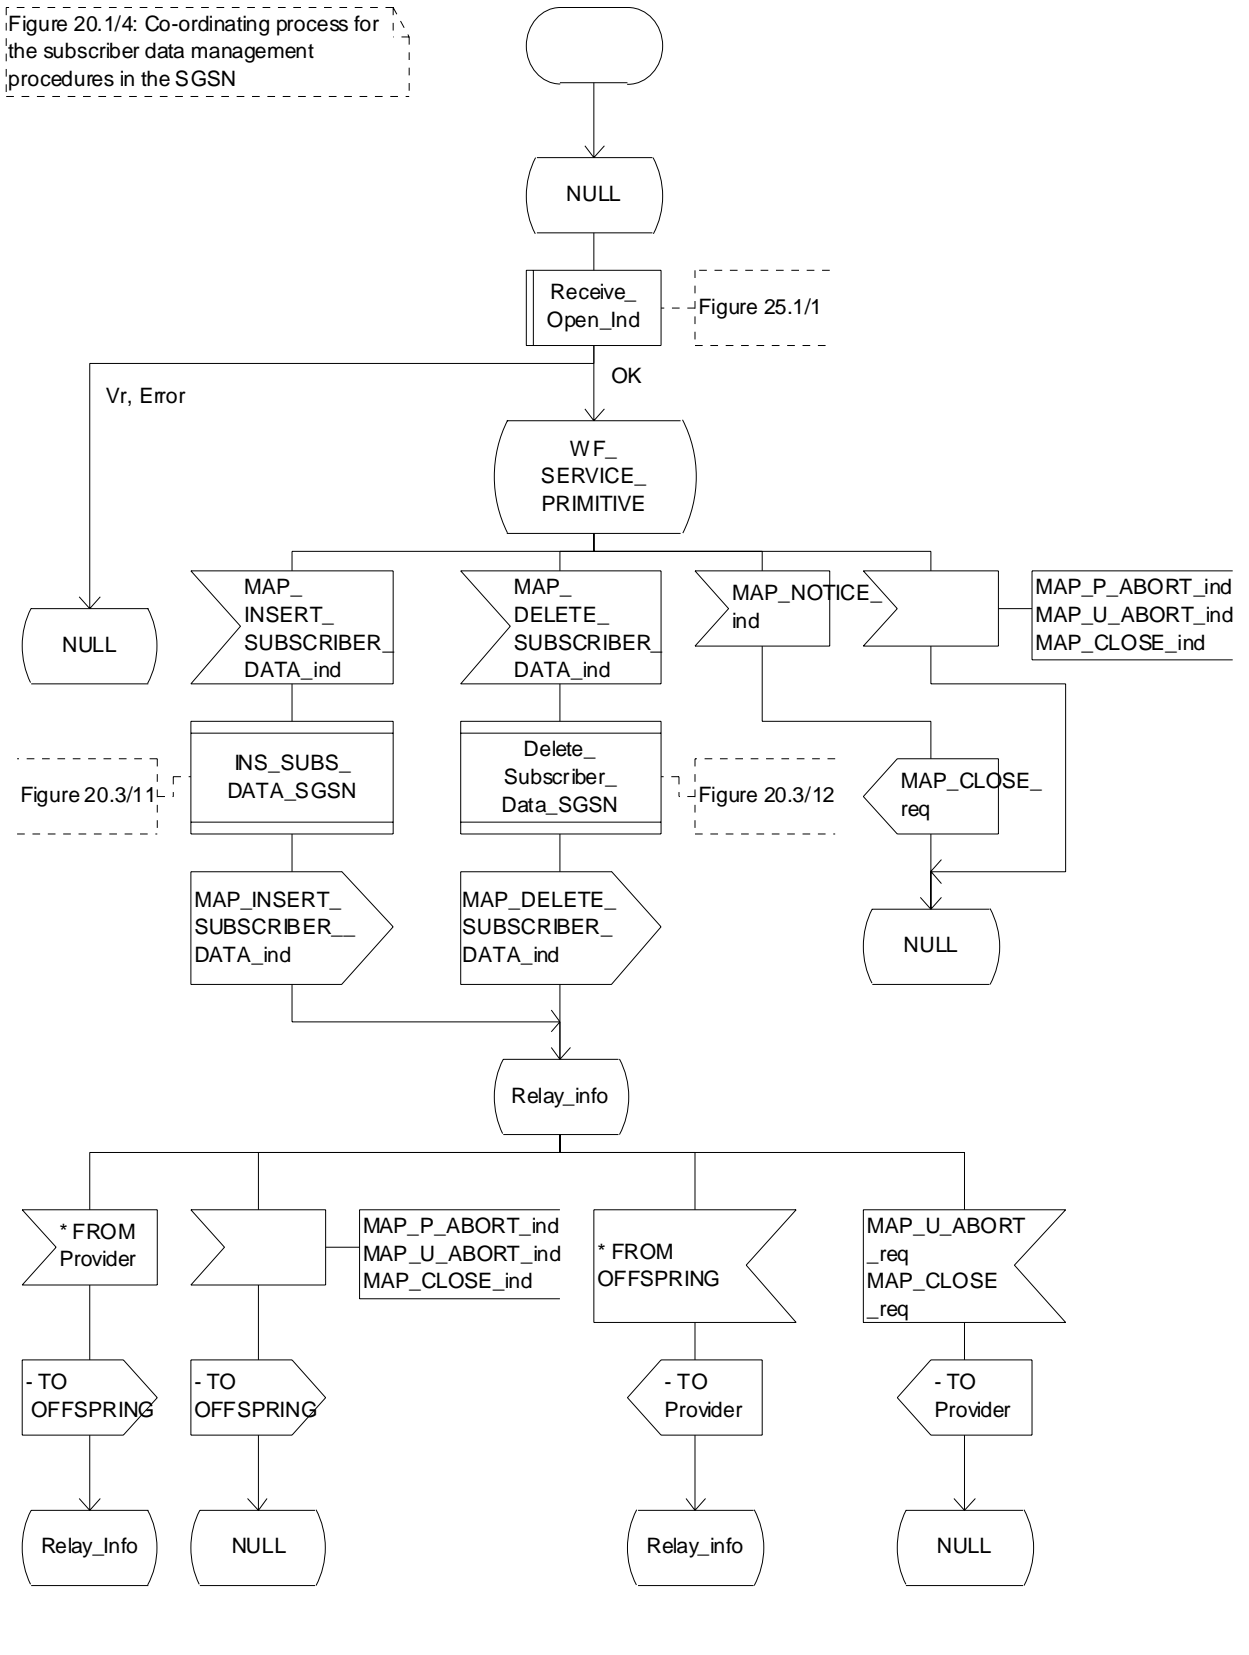 Figure 20.1/4: Co-ordinating process for
the subscriber data management
procedures in the SGSN
NULL
Receive_
Open_Ind
Figure 25.1/1
OK
Vr, Error
WF_
SERVICE_
PRIMITIVE
MAP_
INSERT_
SUBSCRIBER_
DATA_ind
MAP_
DELETE_
SUBSCRIBER_
DATA_ind
MAP_NOTICE_
ind
MAP_P_ABORT_ind
MAP_U_ABORT_ind
MAP_CLOSE_ind
NULL
Figure 20.3/11
INS_SUBS_
DATA_SGSN
Delete_
Subscriber_
Data_SGSN
Figure 20.3/12
MAP_CLOSE_
req
MAP_INSERT_
SUBSCRIBER__
DATA_ind
MAP_DELETE_
SUBSCRIBER_
DATA_ind
NULL
Relay_info
* FROM
Provider
MAP_P_ABORT_ind
MAP_U_ABORT_ind
MAP_CLOSE_ind
* FROM
OFFSPRING
MAP_U_ABORT
_req
MAP_CLOSE
_req
- TO
OFFSPRING
- TO
OFFSPRING
- TO
Provider
- TO
Provider
Relay_Info
NULL
Relay_info
NULL